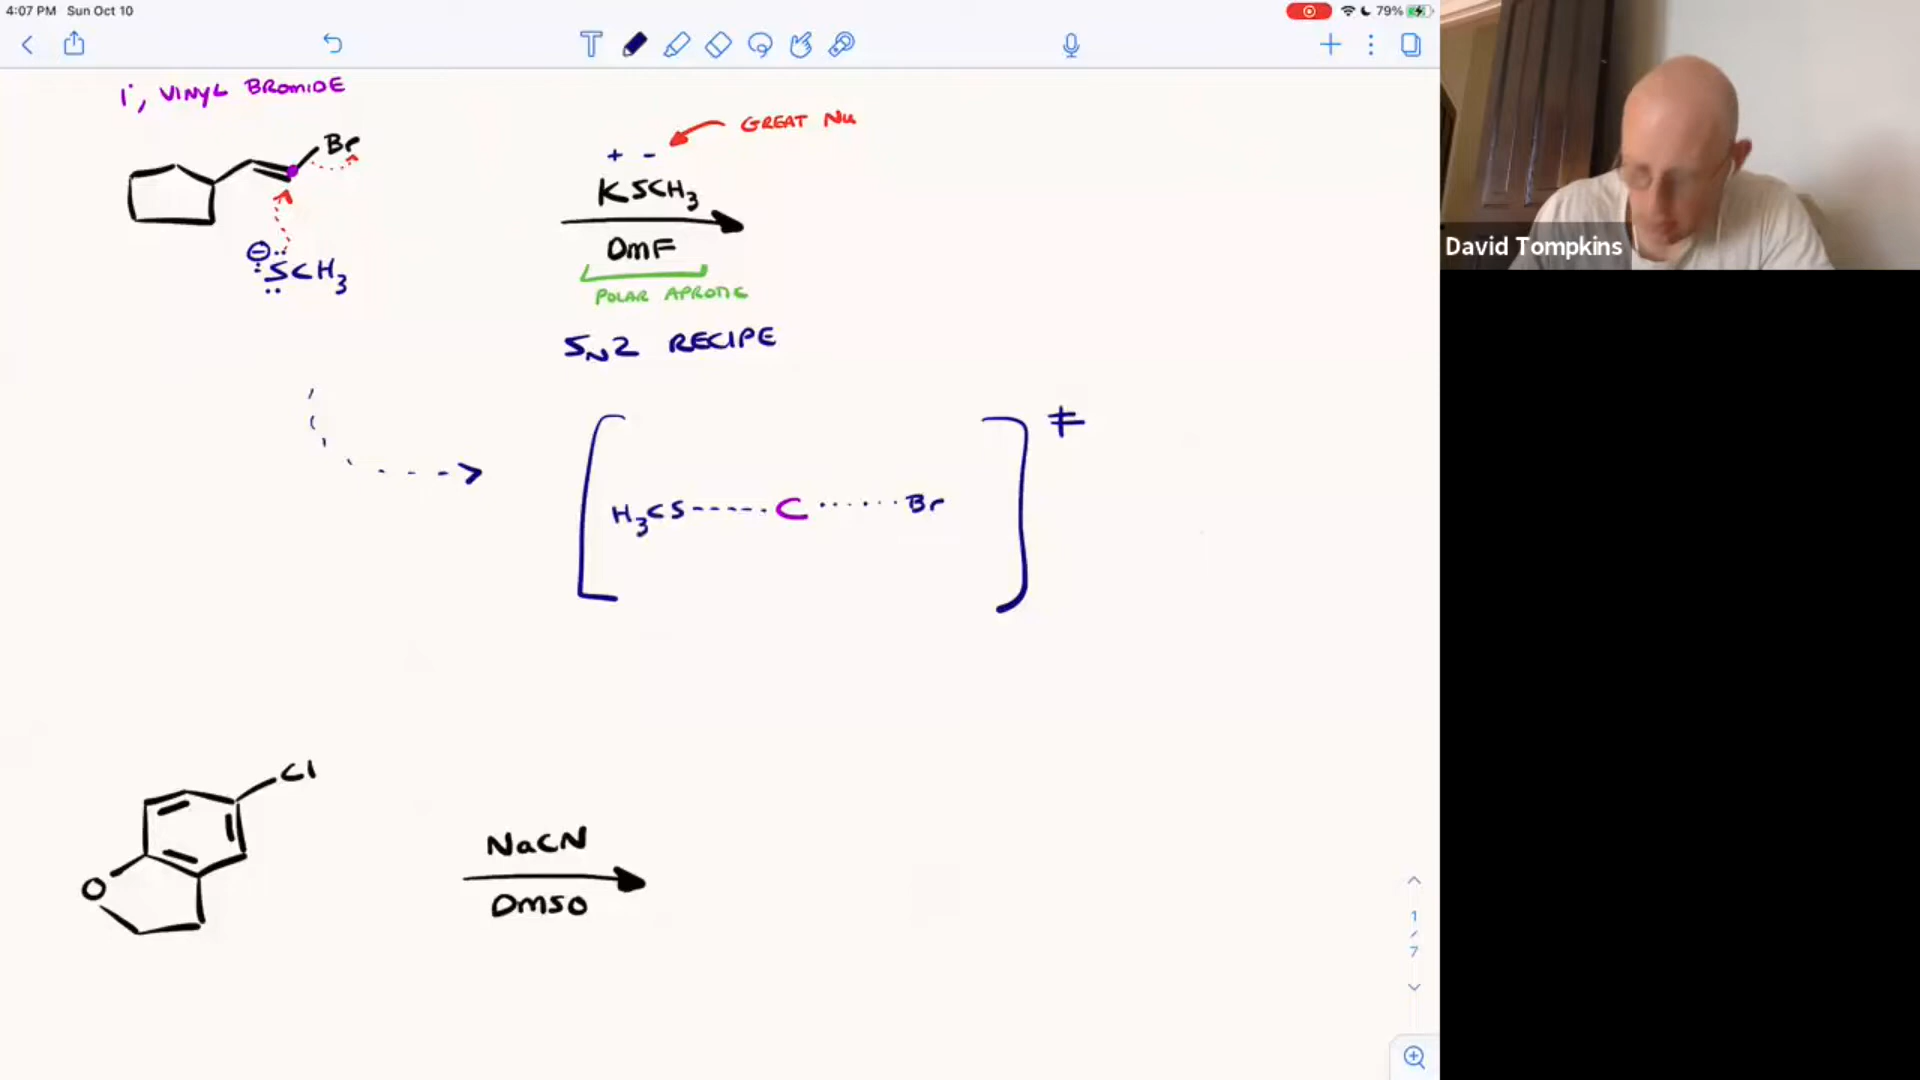 4:07 PM Sun Oct 10
79%
1°, VINYL BROMIDE
Br
GREAT Nu
+ -
KSCH3
DMF
⊖
:SCH3
POLAR APROTIC
SN2 RECIPE
David Tompkins
≠
H3CS-----C······Br
Cl
O
NaCN
DMSO
1
/
7